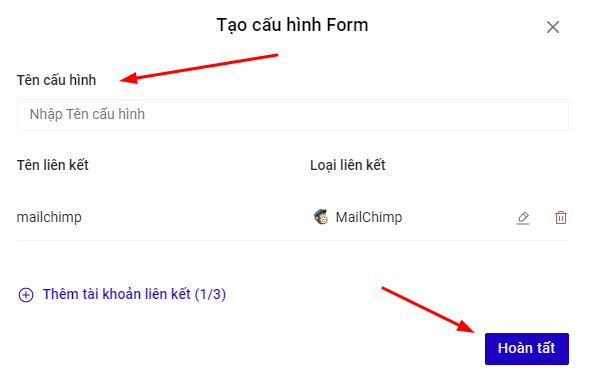 Tạo cấu hình Form
Tên cấu hình
Nhập Tên cấu hình
Tên liên kết Loại liên kết
mailchimp MailChimp
Thêm tài khoản liên kết (1/3)
Hoàn tất